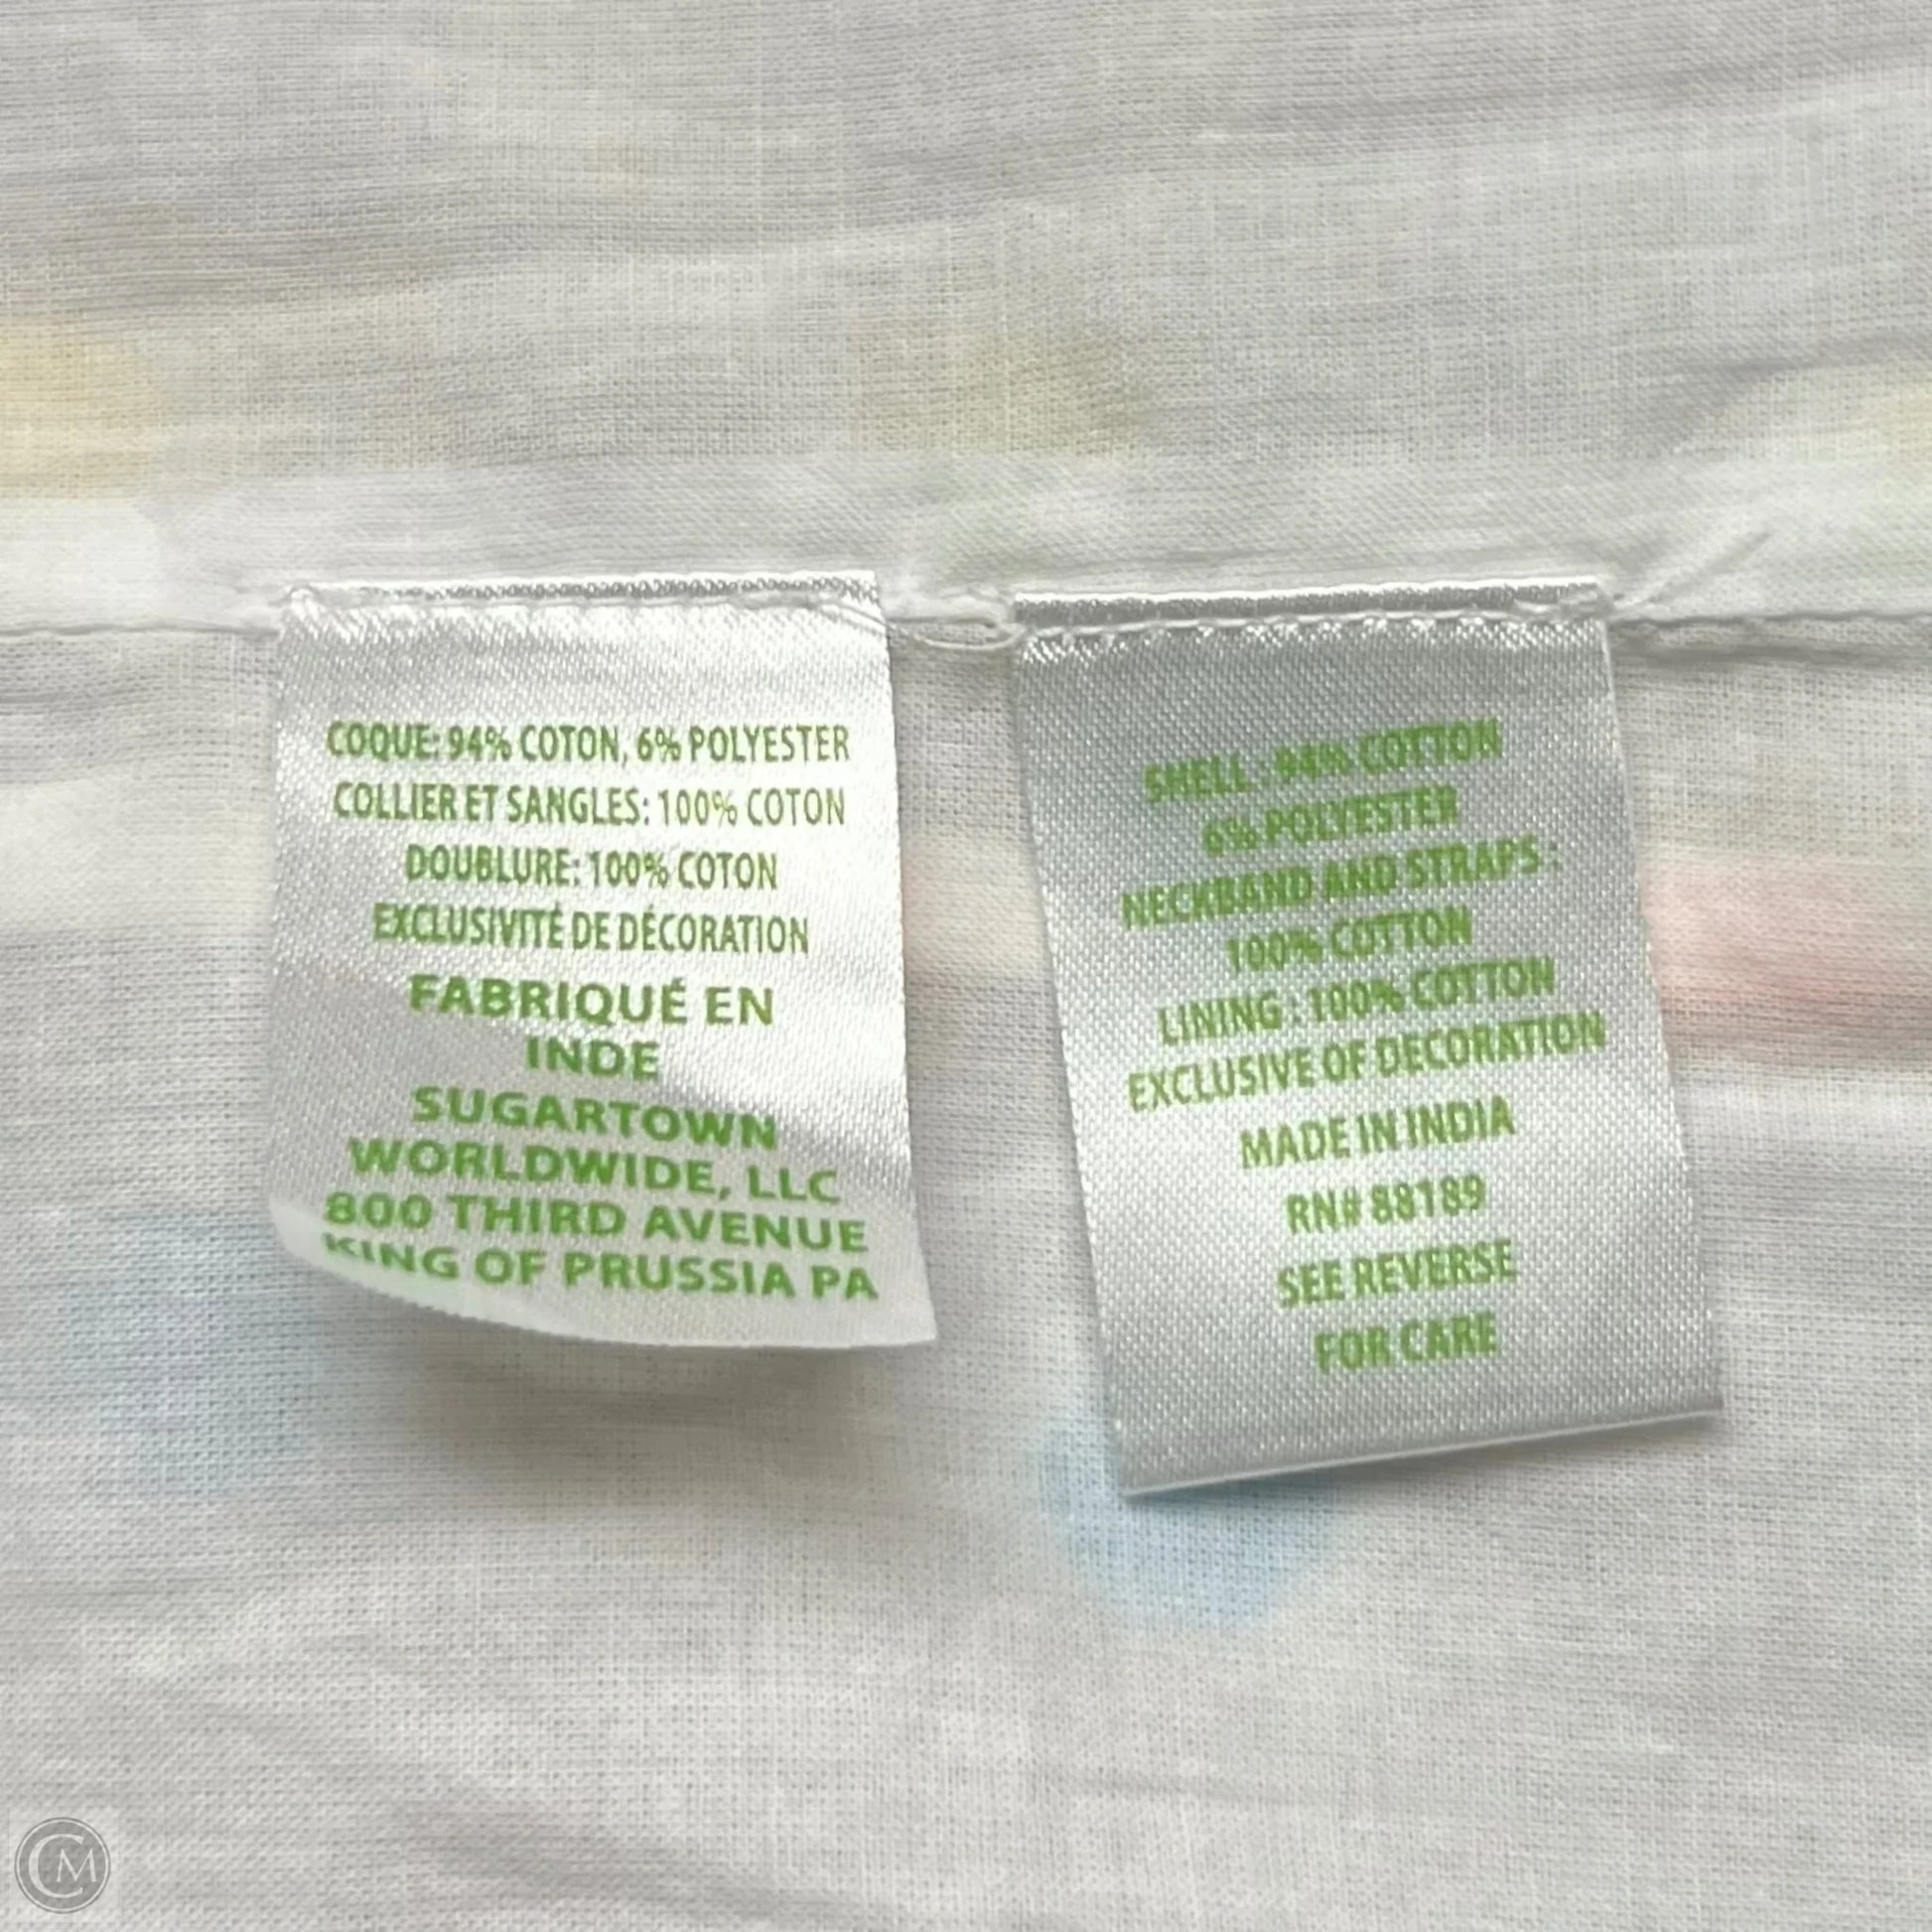 COQUE: 94% COTON, 6% POLYESTER
COLLIER ET SANGLES: 100% COTON
DOUBLURE: 100% COTON
EXCLUSIVITÉ DE DÉCORATION
FABRIQUÉ EN
INDE
SUGARTOWN
WORLDWIDE, LLC
800 THIRD AVENUE
KING OF PRUSSIA PA
SHELL : 94% COTTON
6% POLYESTER
NECKBAND AND STRAPS :
100% COTTON
LINING : 100% COTTON
EXCLUSIVE OF DECORATION
MADE IN INDIA
RN# 88189
SEE REVERSE
FOR CARE
CM